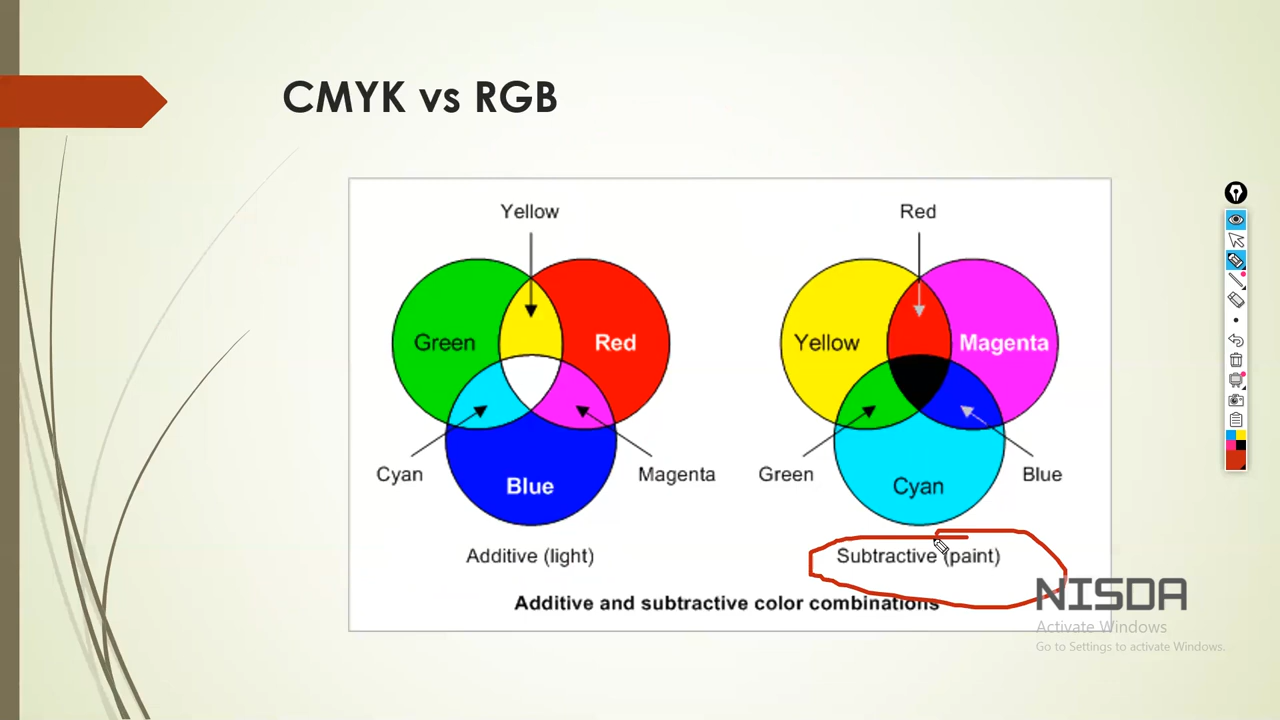 CMYK vs RGB
Yellow
Red
Green
Red
Yellow
Magenta
Cyan
Magenta
Green
Blue
Blue
Cyan
Additive (light)
Subtractive (paint)
Additive and subtractive color combinations
NISDA
Activate Windows
Go to Settings to activate Windows.